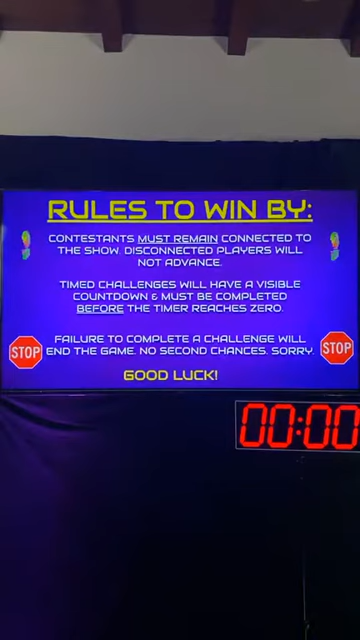 RULES TO WIN BY:
CONTESTANTS MUST REMAIN CONNECTED TO
THE SHOW. DISCONNECTED PLAYERS WILL
NOT ADVANCE.
TIMED CHALLENGES WILL HAVE A VISIBLE
COUNTDOWN & MUST BE COMPLETED
BEFORE THE TIMER REACHES ZERO.
STOP
FAILURE TO COMPLETE A CHALLENGE WILL
END THE GAME. NO SECOND CHANCES. SORRY.
STOP
GOOD LUCK!
00:00